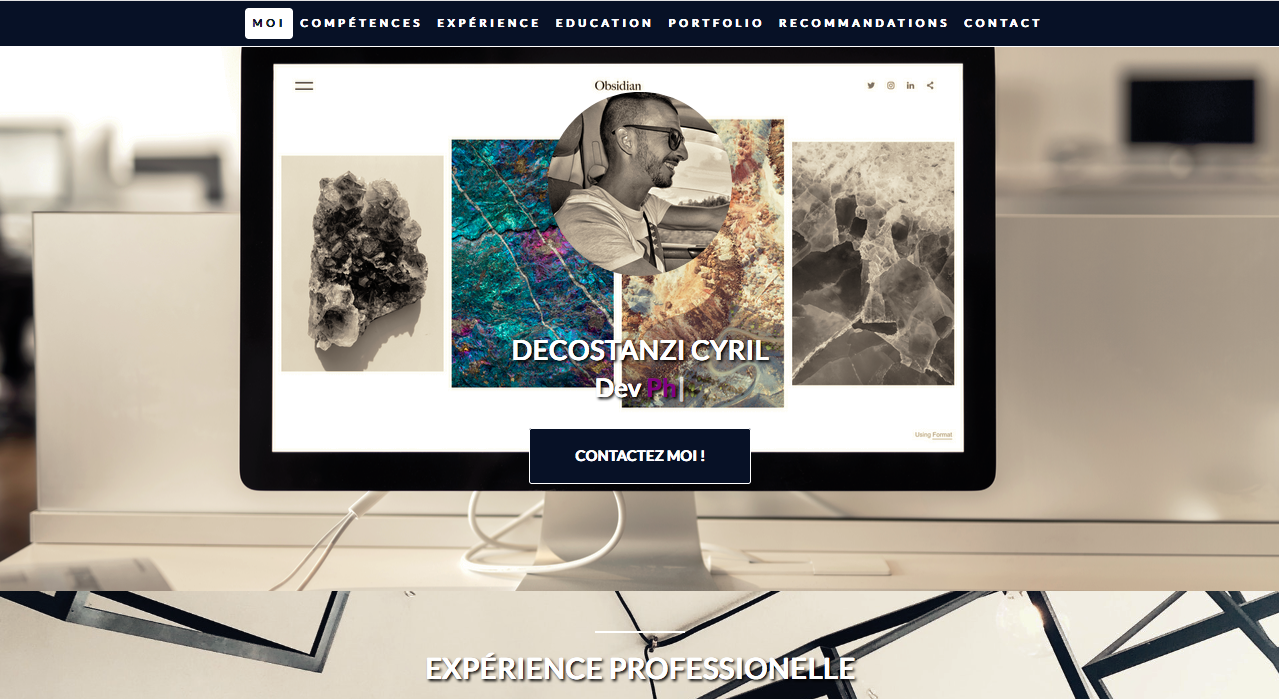 MOI COMPÉTENCES EXPÉRIENCE EDUCATION PORTFOLIO RECOMMANDATIONS CONTACT
Obsidian
DECOSTANZI CYRIL
Dev Ph|
Using Format
CONTACTEZ MOI !
EXPÉRIENCE PROFESSIONELLE